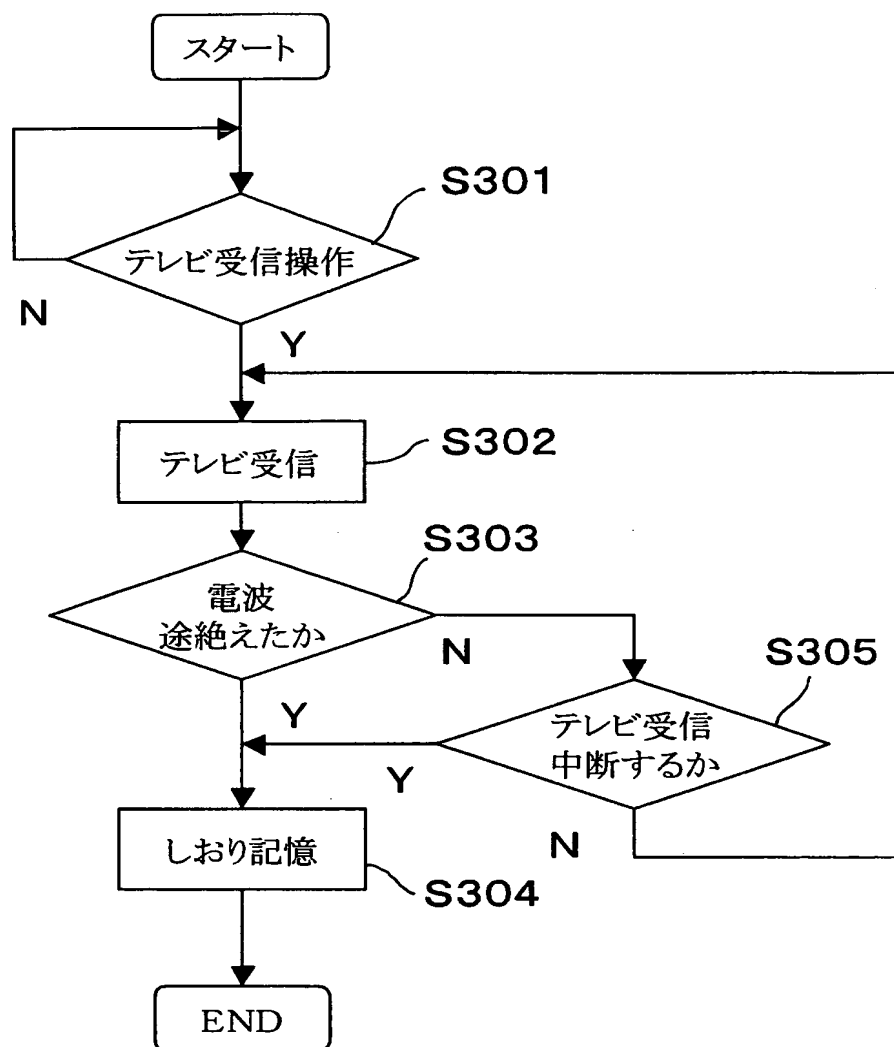 スタート
S301
テレビ受信操作
N
Y
テレビ受信
S302
S303
電波
途絶えたか
N
S305
Y
テレビ受信
中断するか
Y
しおり記憶
N
S304
END